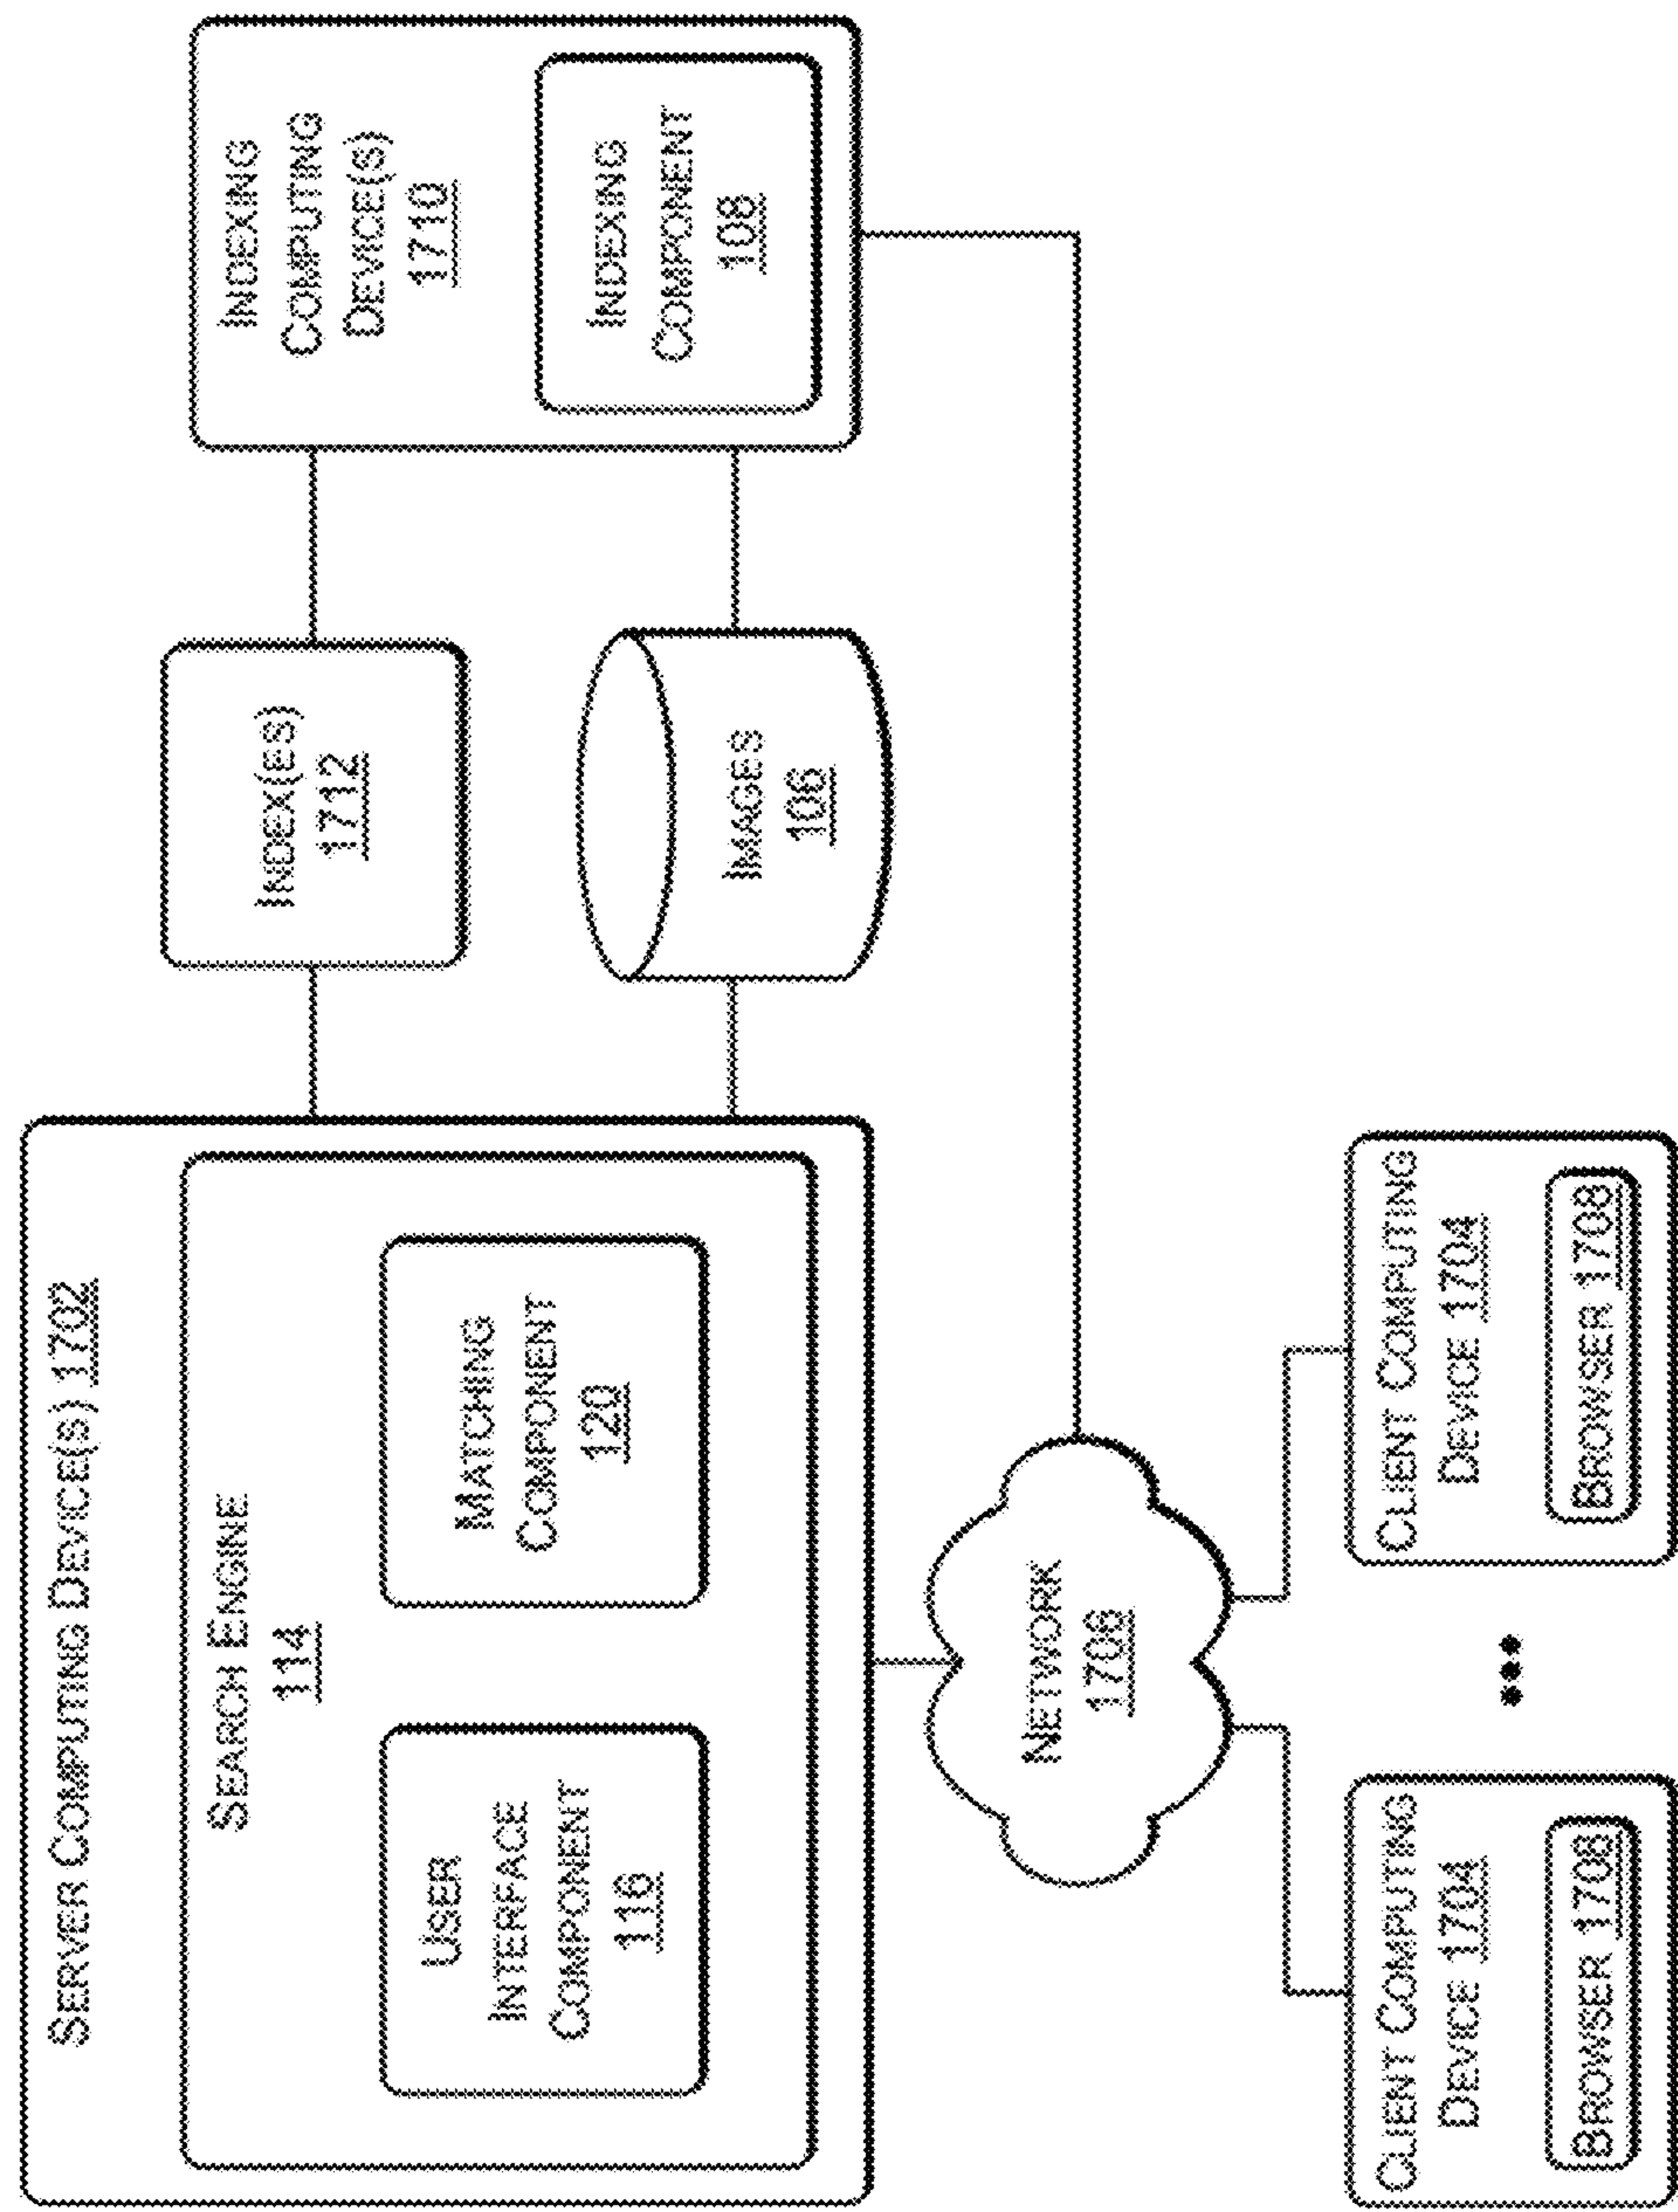 SERVER COMPUTING DEVICE(S) 1702
SEARCH ENGINE
114
USER
INTERFACE
COMPONENT
116
MATCHING
COMPONENT
120
INDEX(ES)
1712
IMAGES
106
INDEXING
COMPUTING
DEVICE(S)
1710
INDEXING
COMPONENT
108
NETWORK
1706
CLIENT COMPUTING
DEVICE 1704
BROWSER 1708
CLIENT COMPUTING
DEVICE 1704
BROWSER 1708